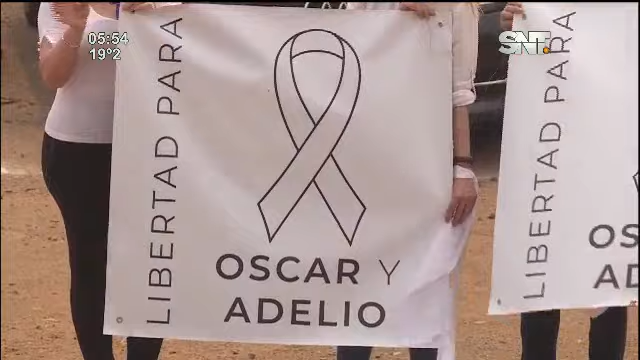 05:54
19°2
SNT
LIBERTAD PARA
OSCAR Y
ADELIO
LIBERTAD PARA
OS
AD